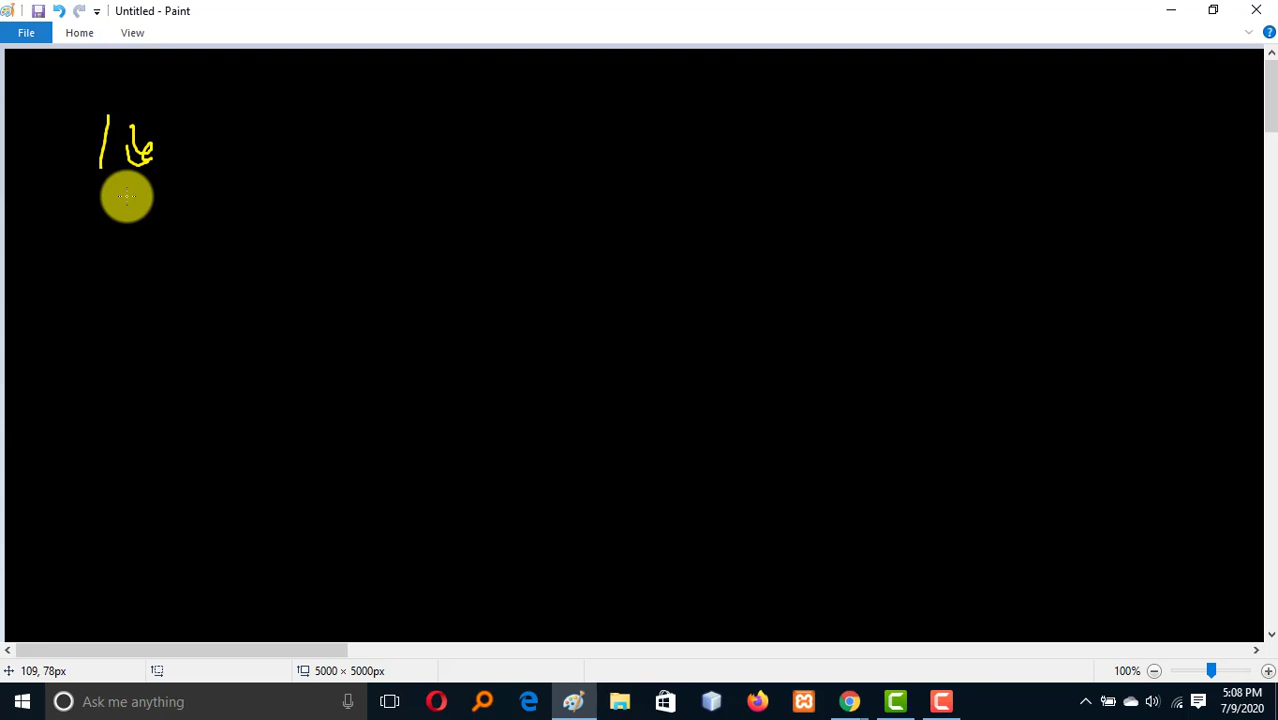 Untitled - Paint
File Home View
109, 78px 5000 × 5000px 100%
Ask me anything 5:08 PM
7/9/2020